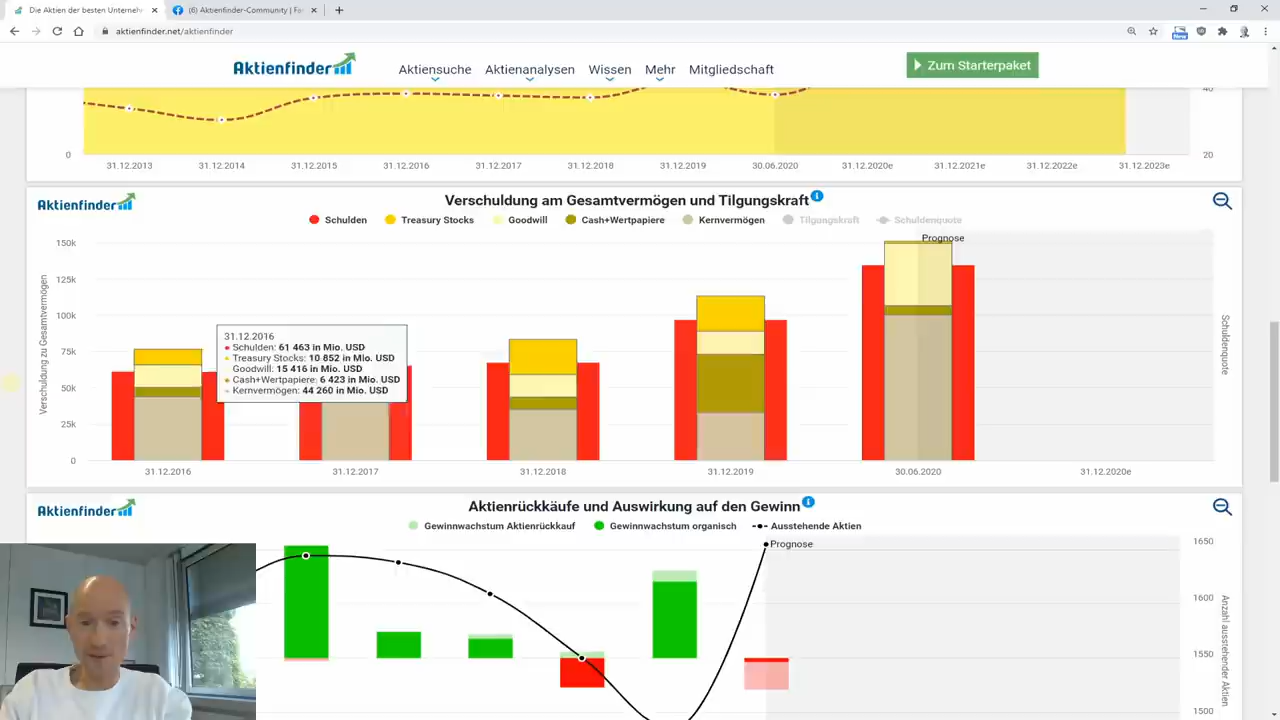 Die Aktien der besten Unterneh
(6) Aktienfinder-Community | Fa
aktienfinder.net/aktienfinder
New
Aktienfinder
Aktiensuche
Aktienanalysen
Wissen
Mehr
Mitgliedschaft
Zum Starterpaket
40
0
20
31.12.2013
31.12.2014
31.12.2015
31.12.2016
31.12.2017
31.12.2018
31.12.2019
30.06.2020
31.12.2020e
31.12.2021e
31.12.2022e
31.12.2023e
Aktienfinder
Verschuldung am Gesamtvermögen und Tilgungskraft
Schulden
Treasury Stocks
Goodwill
Cash+Wertpapiere
Kernvermögen
Tilgungskraft
Schuldenquote
Prognose
150k
125k
100k
75k
50k
25k
0
Verschuldung zu Gesamtvermögen
Schuldenquote
31.12.2016
Schulden: 61 463 in Mio. USD
Treasury Stocks: 10 852 in Mio. USD
Goodwill: 15 416 in Mio. USD
Cash+Wertpapiere: 6 423 in Mio. USD
Kernvermögen: 44 260 in Mio. USD
31.12.2016
31.12.2017
31.12.2018
31.12.2019
30.06.2020
31.12.2020e
Aktienfinder
Aktienrückkäufe und Auswirkung auf den Gewinn
Gewinnwachstum Aktienrückkauf
Gewinnwachstum organisch
Ausstehende Aktien
Prognose
1650
1600
1550
1500
Anzahl ausstehender Aktien